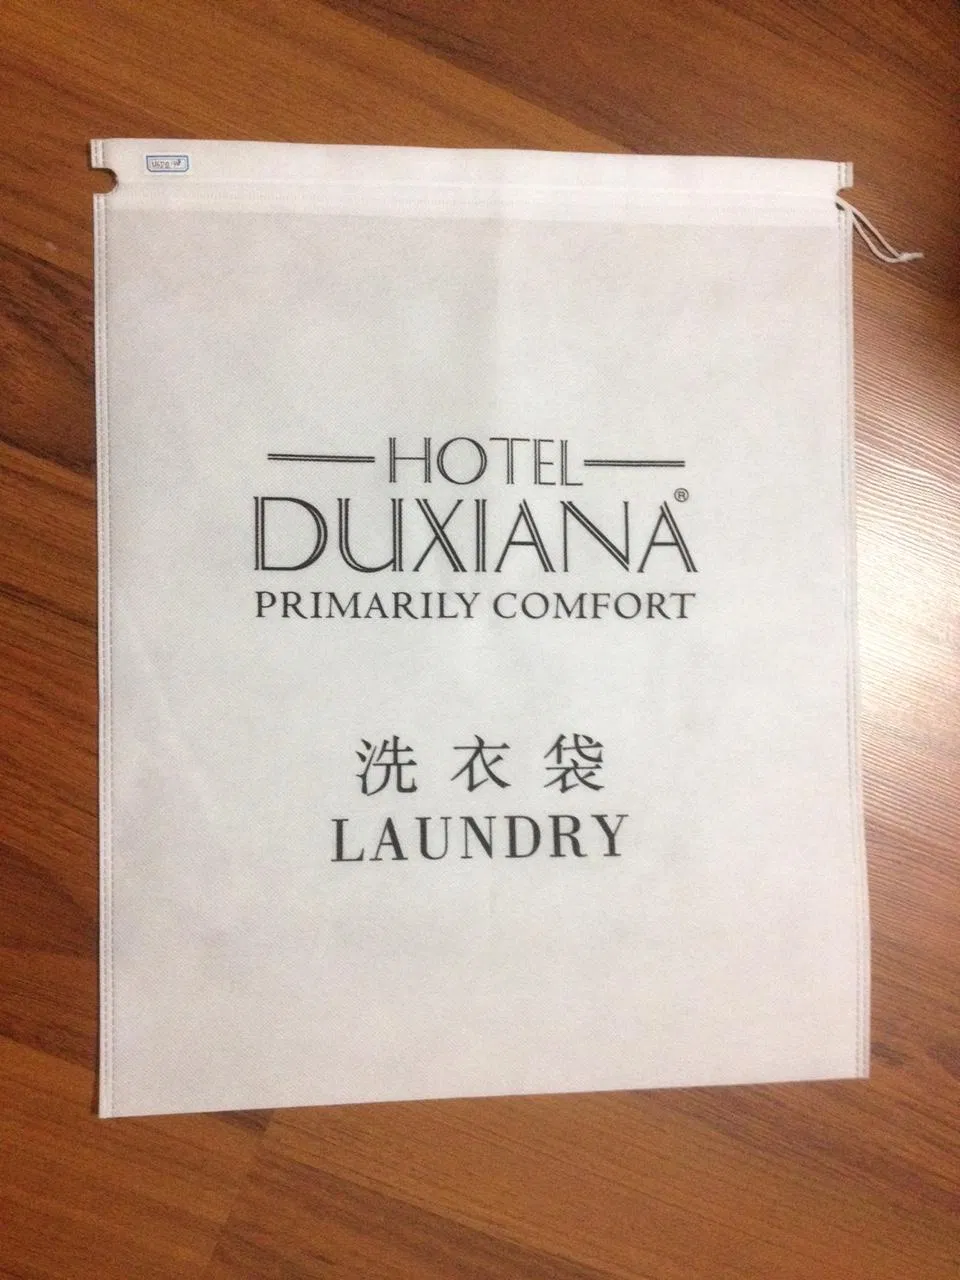 HOTEL
DUXIANA®
PRIMARILY COMFORT
洗衣袋
LAUNDRY